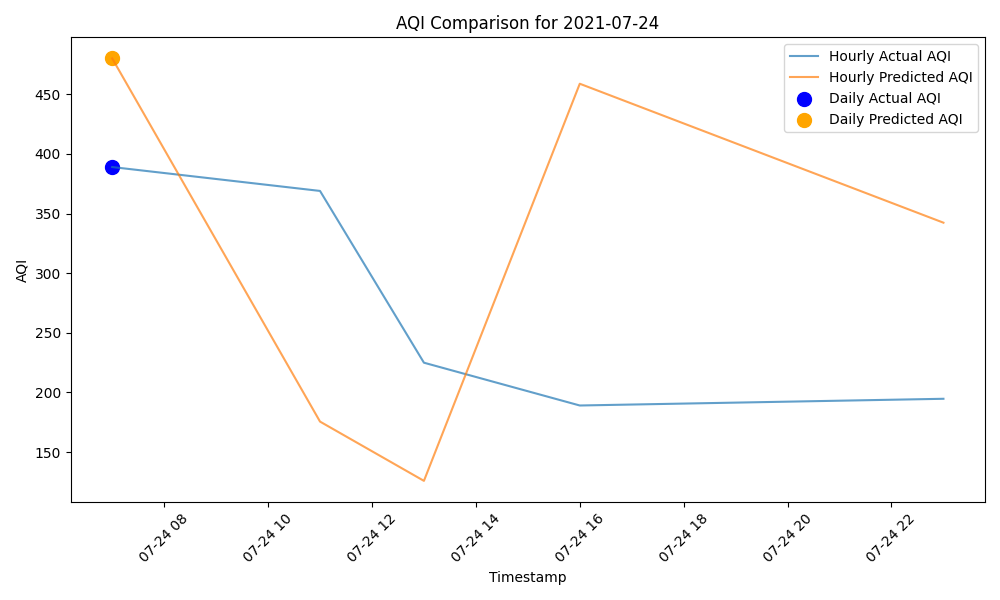 AQI Comparison for 2021-07-24
Hourly Actual AQI
Hourly Predicted AQI
Daily Actual AQI
Daily Predicted AQI
AQI
450
400
350
300
250
200
150
07-24 08
07-24 10
07-24 12
07-24 14
07-24 16
07-24 18
07-24 20
07-24 22
Timestamp